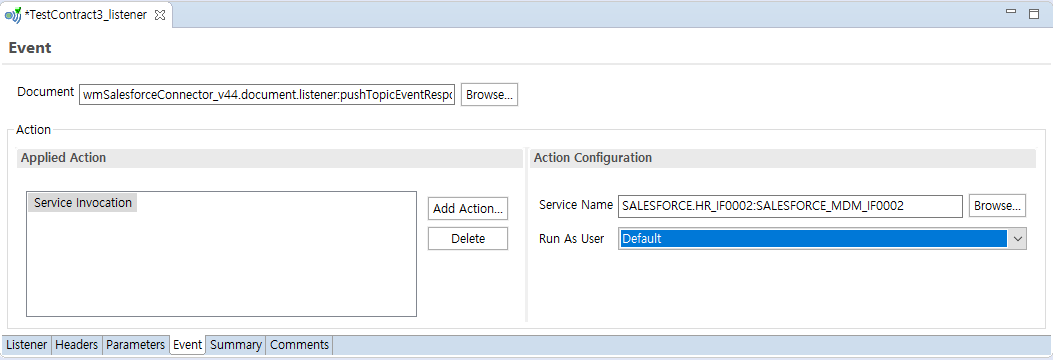 *TestContract3_listener
Event
Document wmSalesforceConnector_v44.document.listener:pushTopicEventRespo Browse...
Action
Applied Action
Action Configuration
Service Invocation
Add Action...
Delete
Service Name SALESFORCE.HR_IF0002:SALESFORCE_MDM_IF0002 Browse...
Run As User Default
Listener Headers Parameters Event Summary Comments